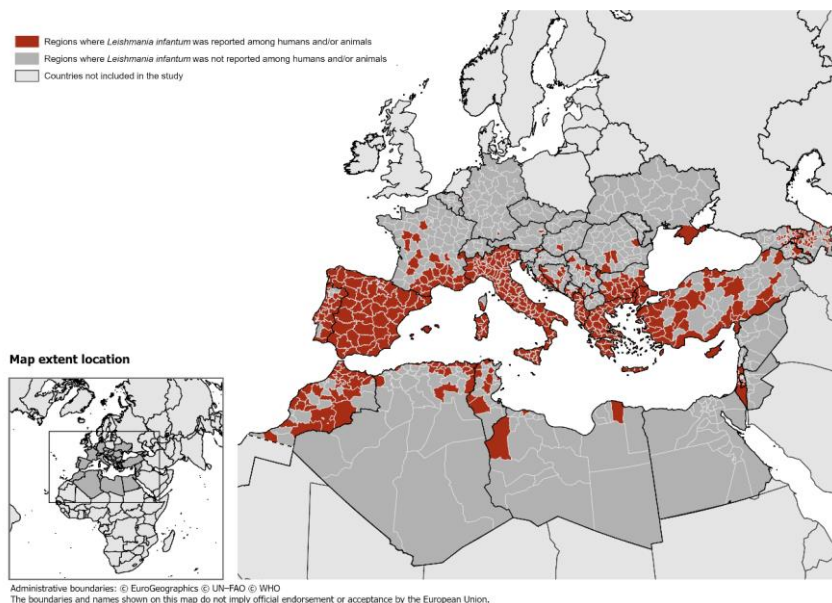 Regions where Leishmania infantum was reported among humans and/or animals
Regions where Leishmania infantum was not reported among humans and/or animals
Countries not included in the study
Map extent location
Administrative boundaries: © EuroGeographics © UN–FAO © WHO
The boundaries and names shown on this map do not imply official endorsement or acceptance by the European Union.